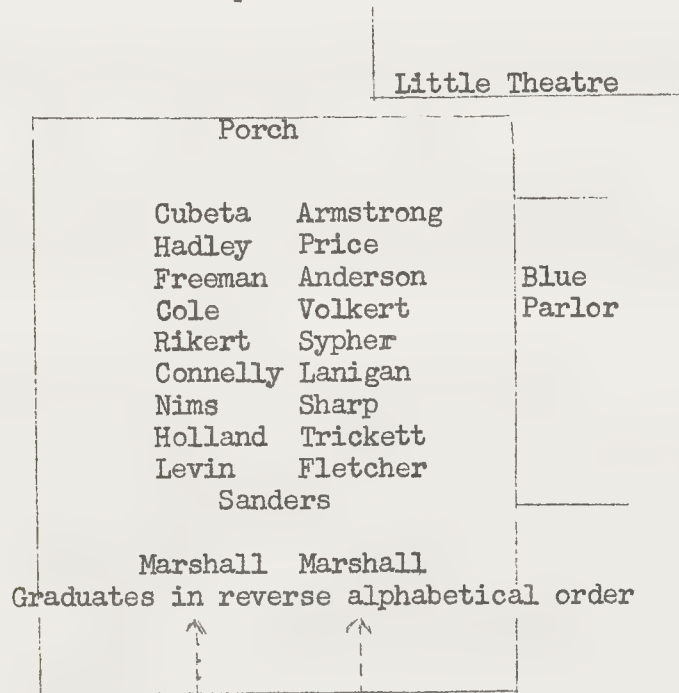 Little Theatre
Porch
Cubeta Armstrong
Hadley Price
Freeman Anderson
Cole Volkert
Rikert Sypher
Connelly Lanigan
Nims Sharp
Holland Trickett
Levin Fletcher
Sanders
Blue
Parlor
Marshall Marshall
Graduates in reverse alphabetical order